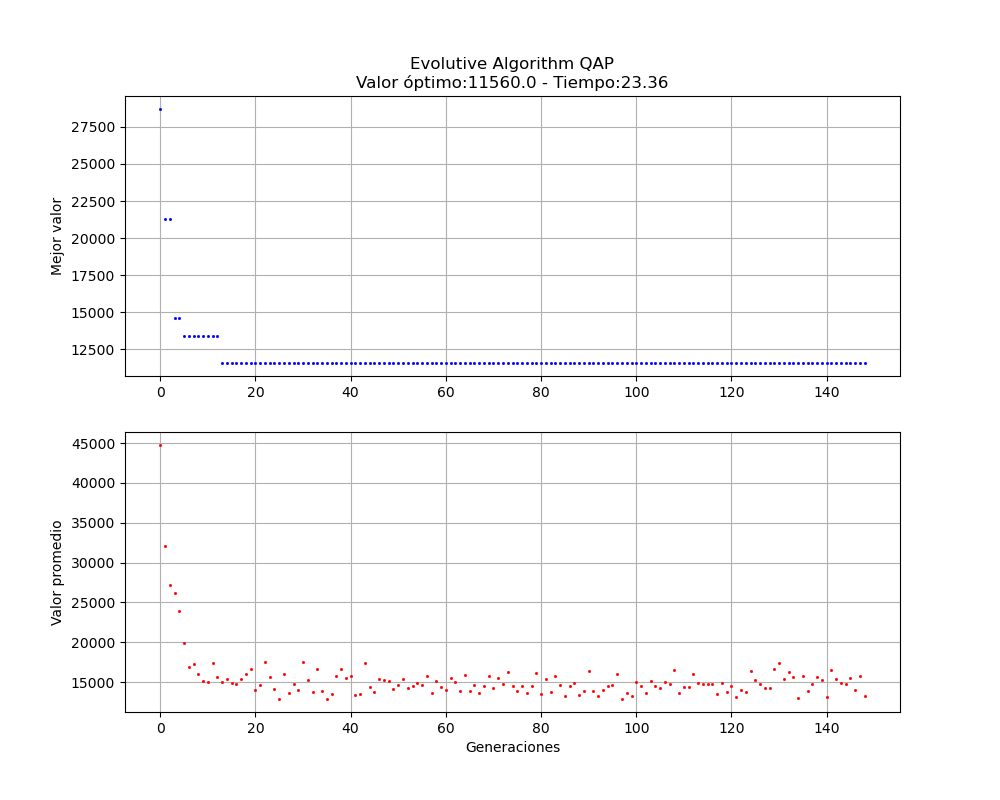 Evolutive Algorithm QAP
Valor óptimo:11560.0 - Tiempo:23.36
Mejor valor
27500
25000
22500
20000
17500
15000
12500
0 20 40 60 80 100 120 140
Valor promedio
45000
40000
35000
30000
25000
20000
15000
0 20 40 60 80 100 120 140
Generaciones